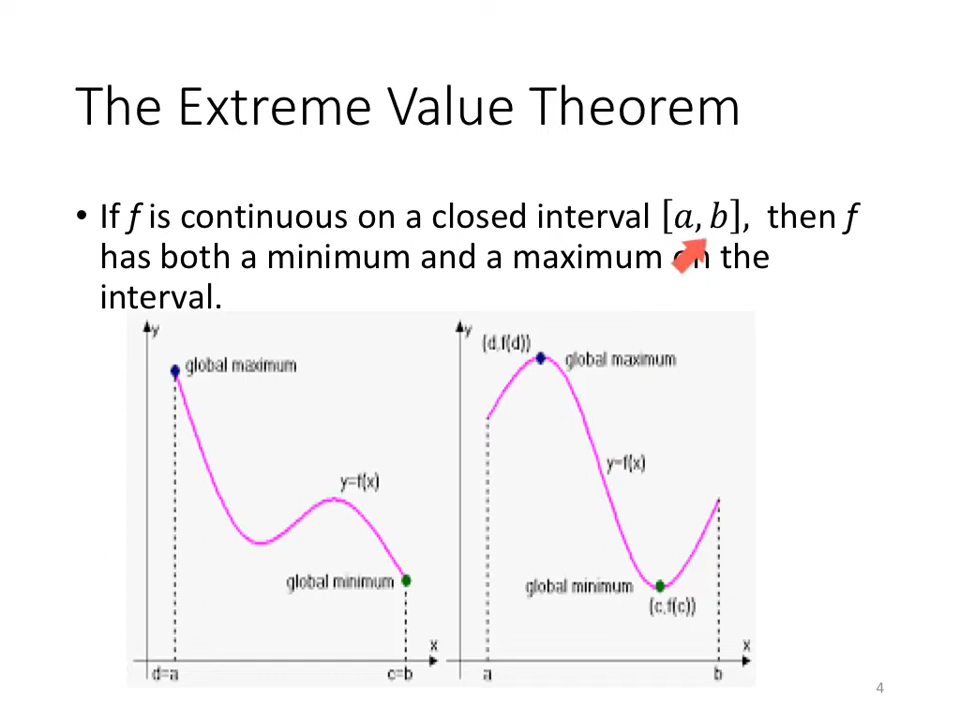 The Extreme Value Theorem
• If f is continuous on a closed interval [a, b], then f
has both a minimum and a maximum on the
interval.
y
global maximum
y=f(x)
global minimum
x
d=a
c=b
y
(d,f(d))
global maximum
y=f(x)
global minimum
(c,f(c))
x
a
b
4